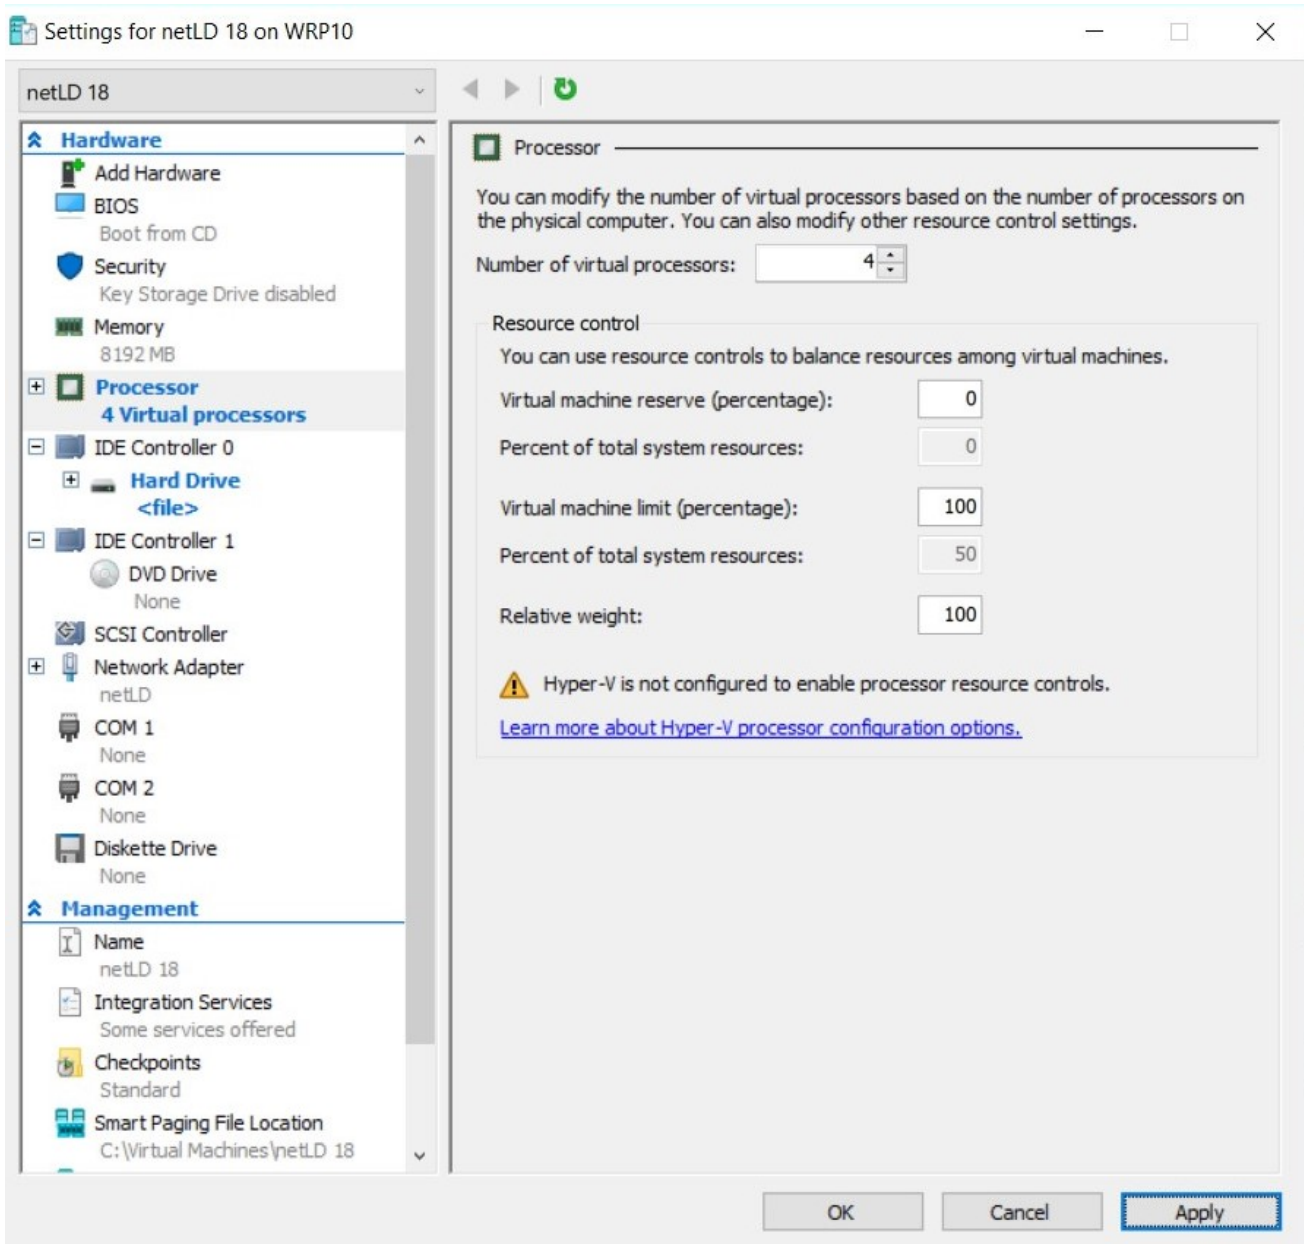 Settings for netLD 18 on WRP10
netLD 18
Hardware
Add Hardware
BIOS
Boot from CD
Security
Key Storage Drive disabled
Memory
8192 MB
Processor
4 Virtual processors
IDE Controller 0
Hard Drive
<file>
IDE Controller 1
DVD Drive
None
SCSI Controller
Network Adapter
netLD
COM 1
None
COM 2
None
Diskette Drive
None
Management
Name
netLD 18
Integration Services
Some services offered
Checkpoints
Standard
Smart Paging File Location
C:\Virtual Machines\netLD 18
Processor
You can modify the number of virtual processors based on the number of processors on
the physical computer. You can also modify other resource control settings.
Number of virtual processors: 4
Resource control
You can use resource controls to balance resources among virtual machines.
Virtual machine reserve (percentage): 0
Percent of total system resources: 0
Virtual machine limit (percentage): 100
Percent of total system resources: 50
Relative weight: 100
Hyper-V is not configured to enable processor resource controls.
Learn more about Hyper-V processor configuration options.
OK Cancel Apply